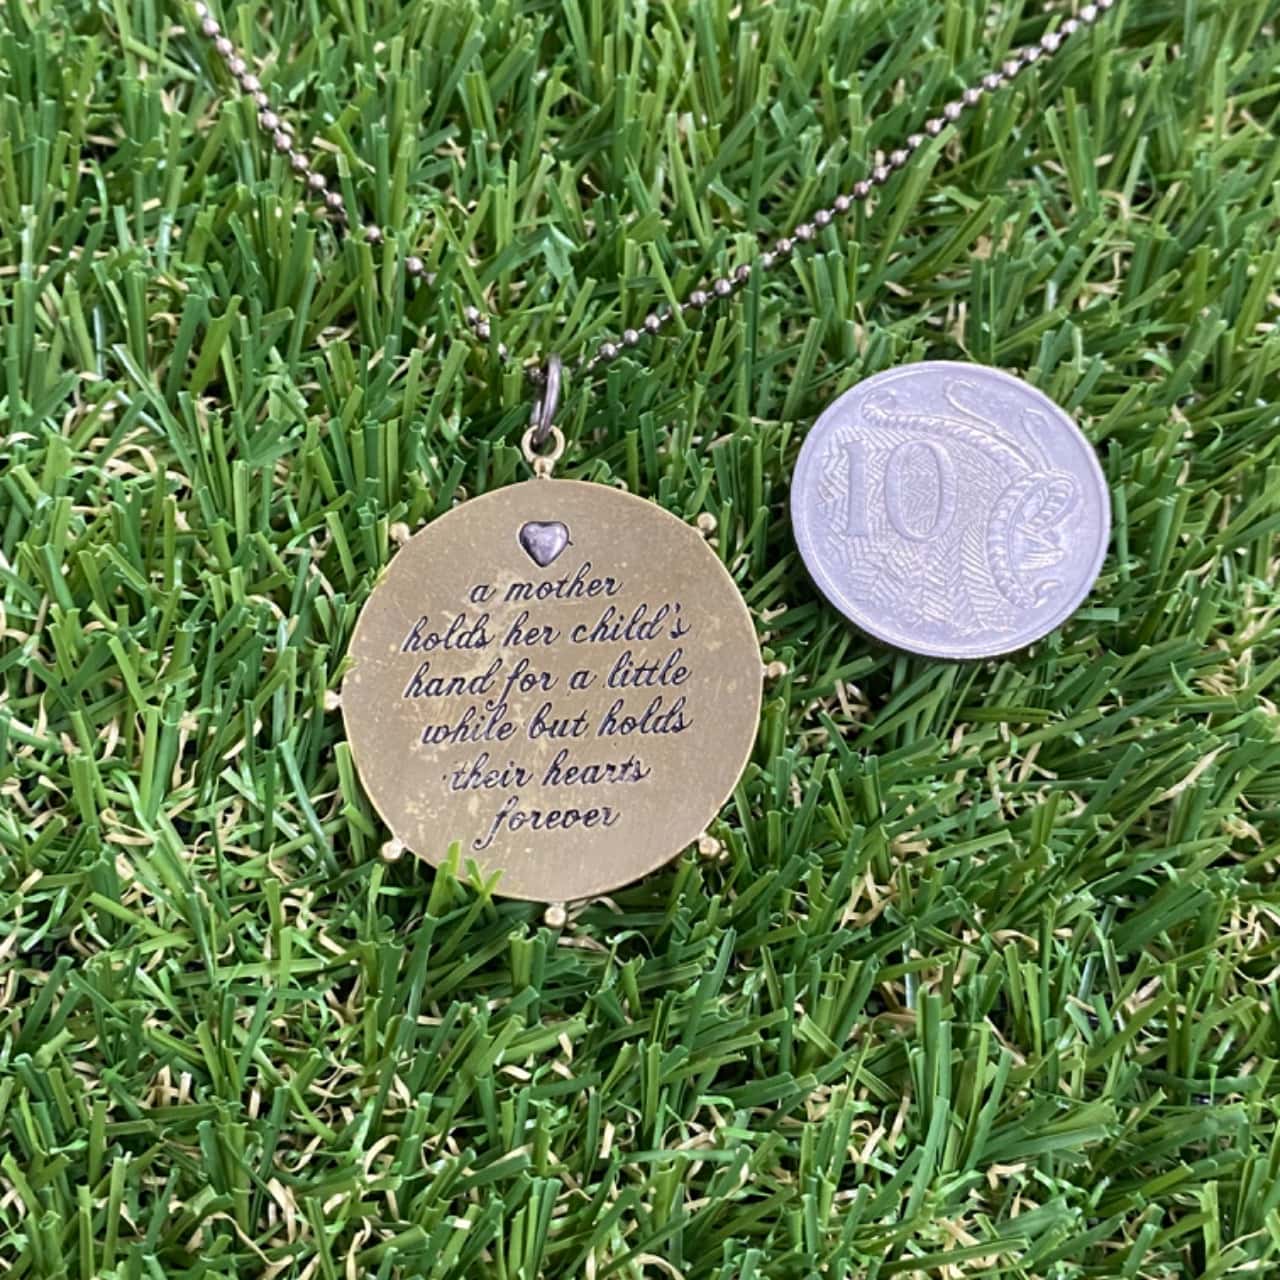 a mother
holds her child's
hand for a little
while but holds
their hearts
forever
10